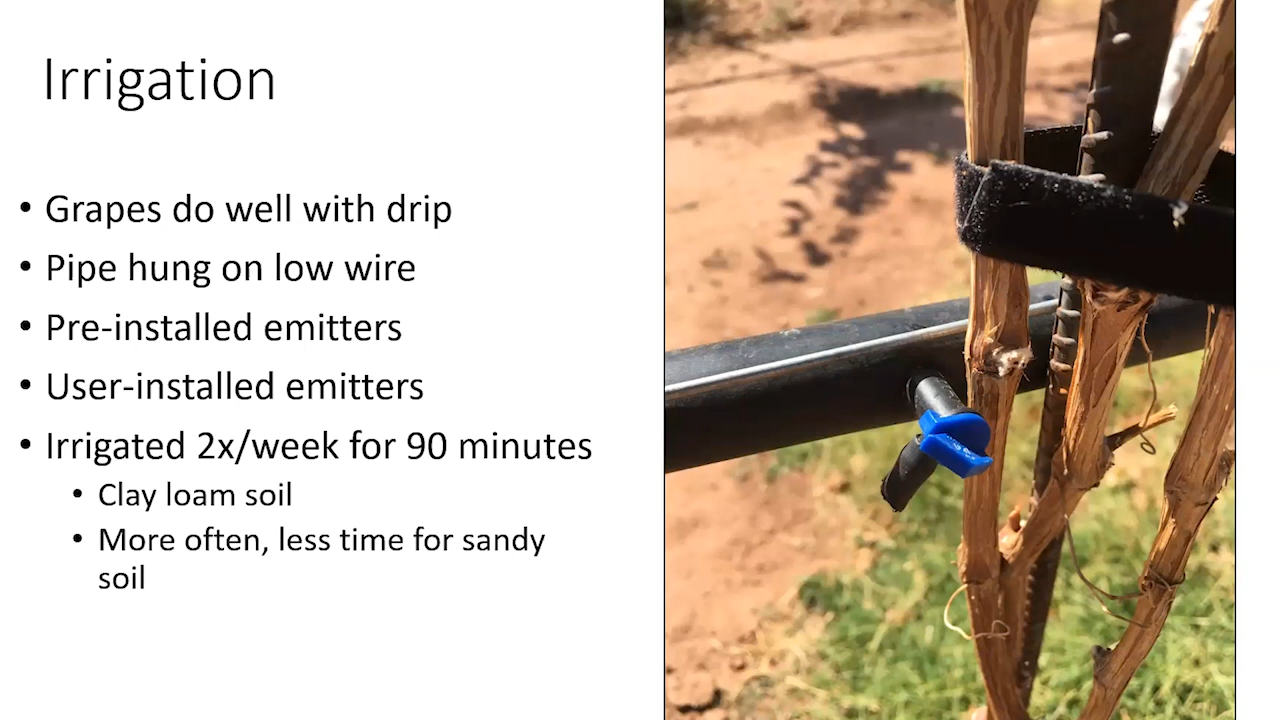 Irrigation
• Grapes do well with drip
• Pipe hung on low wire
• Pre-installed emitters
• User-installed emitters
• Irrigated 2x/week for 90 minutes
• Clay loam soil
• More often, less time for sandy
soil